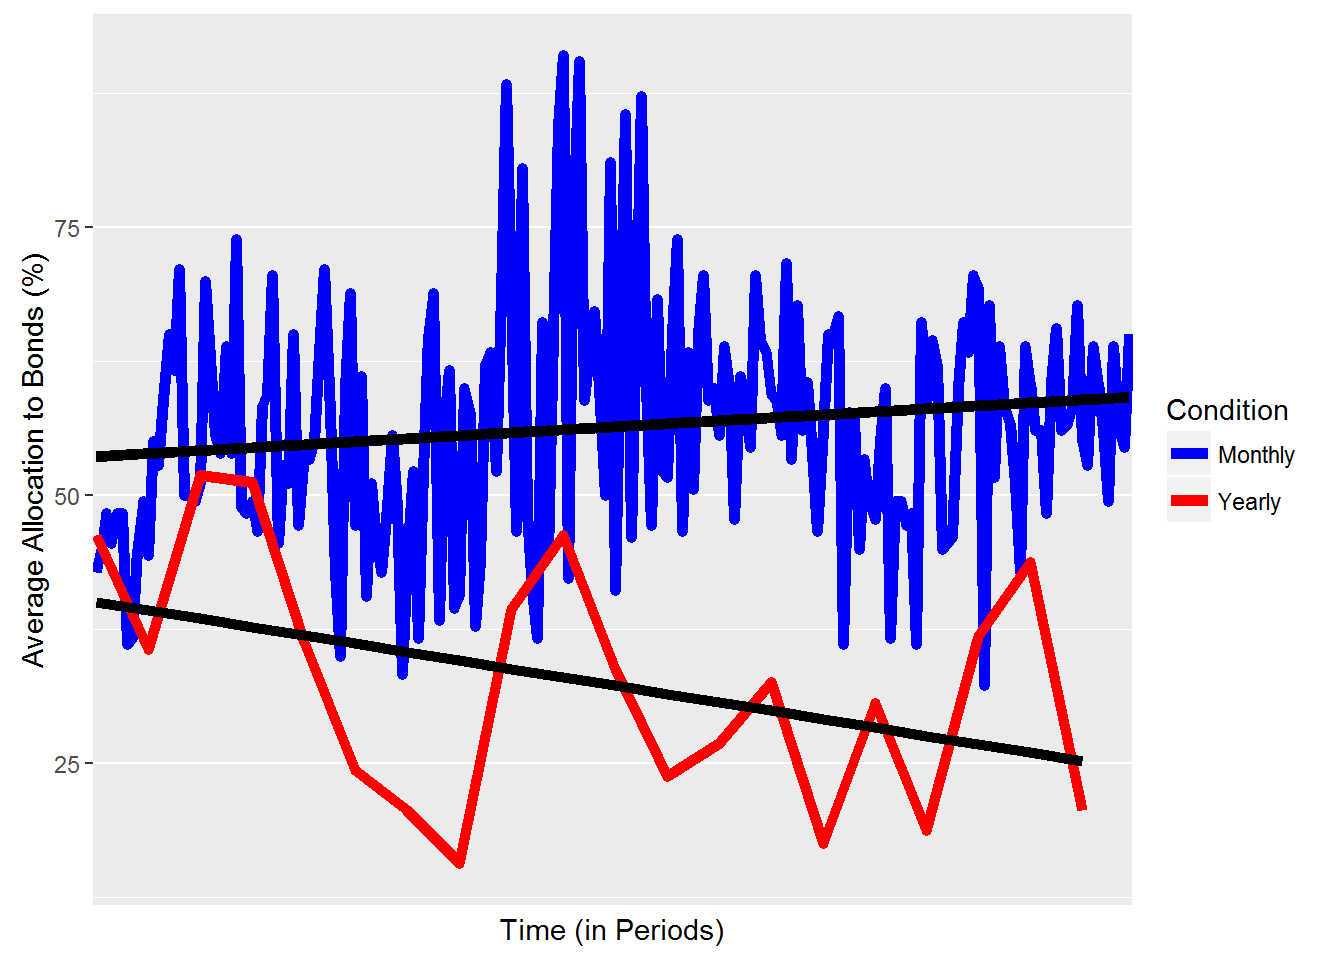 Average Allocation to Bonds (%)
75
50
25
Time (in Periods)
Condition
Monthly
Yearly